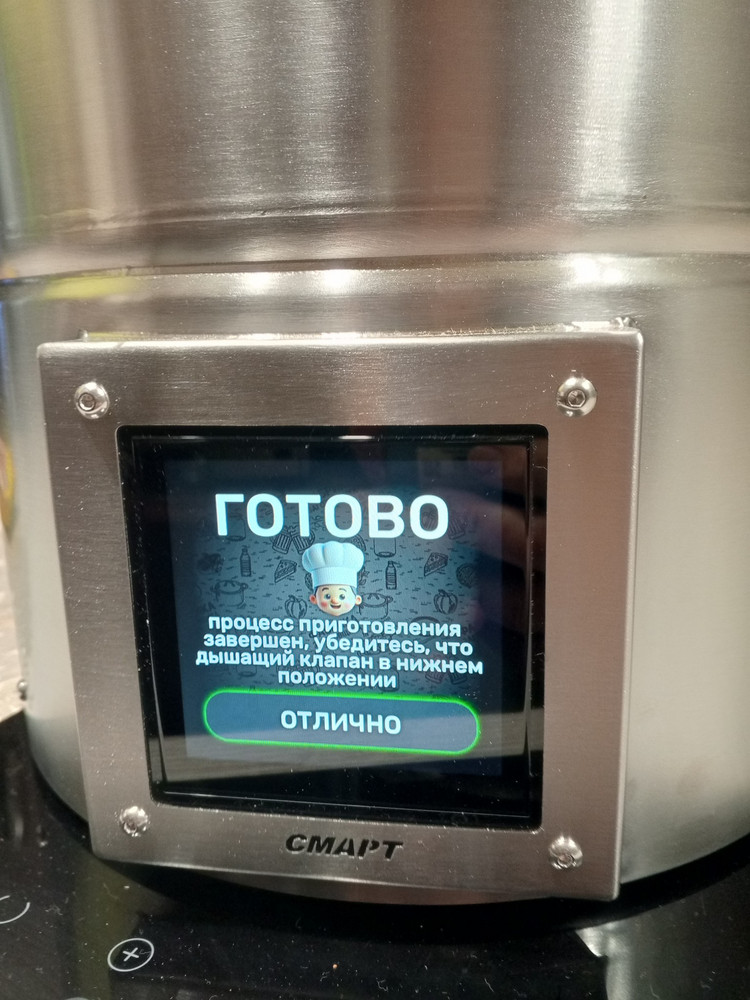 ГОТОВО
процесс приготовления
завершен, убедитесь, что
дышащий клапан в нижнем
положении
ОТЛИЧНО
СМАРТ